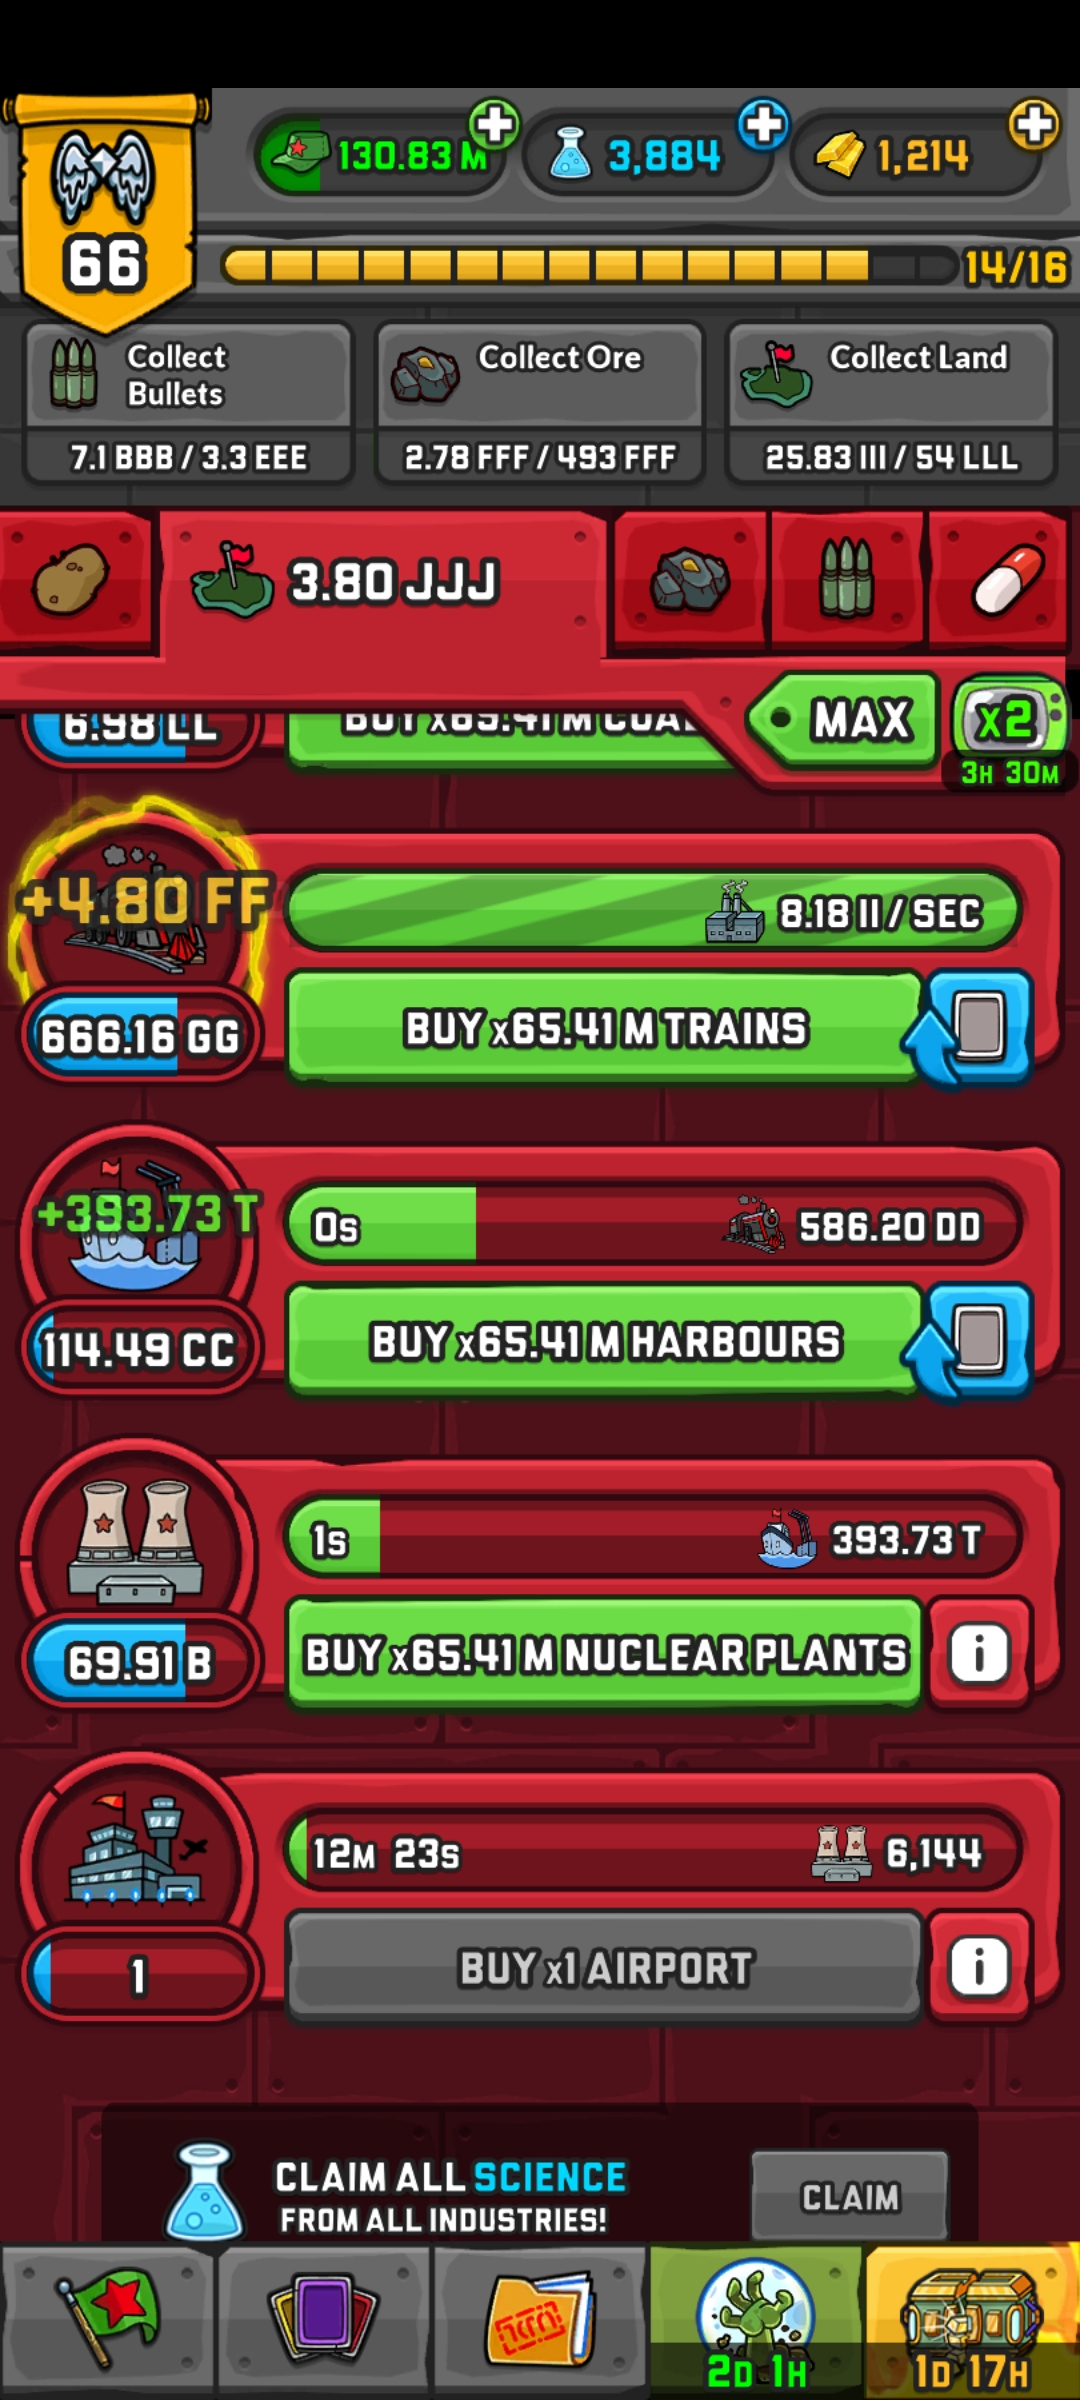 130.83 M
3,884
1,214
66
14/16
Collect
Bullets
Collect Ore
Collect Land
7.1 BBB / 3.3 EEE
2.78 FFF / 493 FFF
25.83 III / 54 LLL
3.80 JJJ
MAX
x2
3H 30M
6.98 LL
BUY x65.41 M COAL
+4.80 FF
8.18 II / SEC
666.16 GG
BUY x65.41 M TRAINS
+393.73 T
0s
586.20 DD
114.49 CC
BUY x65.41 M HARBOURS
1s
393.73 T
69.91 B
BUY x65.41 M NUCLEAR PLANTS
i
12M 23s
6,144
1
BUY x1 AIRPORT
i
CLAIM ALL SCIENCE
FROM ALL INDUSTRIES!
CLAIM
2D 1H
1D 17H